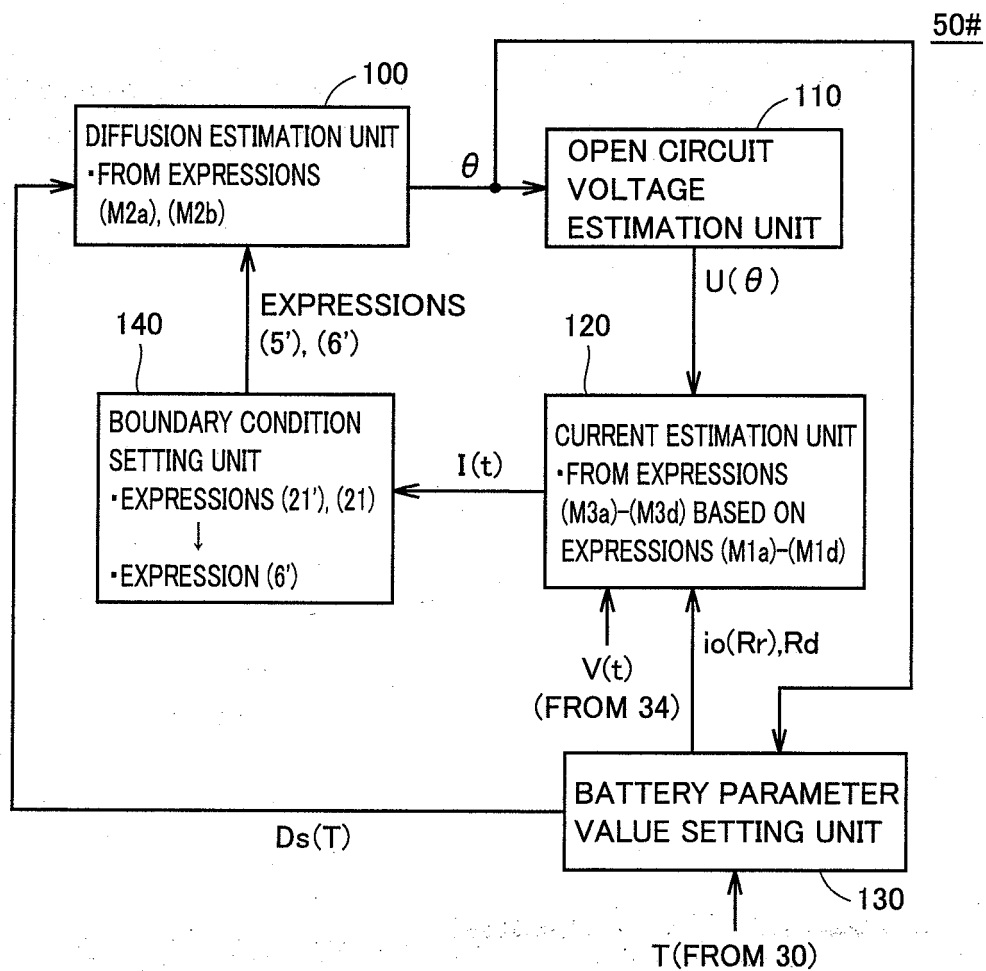 50#
100
DIFFUSION ESTIMATION UNIT
・FROM EXPRESSIONS
(M2a), (M2b)
θ
110
OPEN CIRCUIT
VOLTAGE
ESTIMATION UNIT
U(θ)
EXPRESSIONS
(5'), (6')
140
BOUNDARY CONDITION
SETTING UNIT
・EXPRESSIONS (21'), (21)
↓
・EXPRESSION (6')
I(t)
120
CURRENT ESTIMATION UNIT
・FROM EXPRESSIONS
(M3a)-(M3d) BASED ON
EXPRESSIONS (M1a)-(M1d)
V(t)
(FROM 34)
io(Rr),Rd
BATTERY PARAMETER
VALUE SETTING UNIT
130
Ds(T)
T(FROM 30)